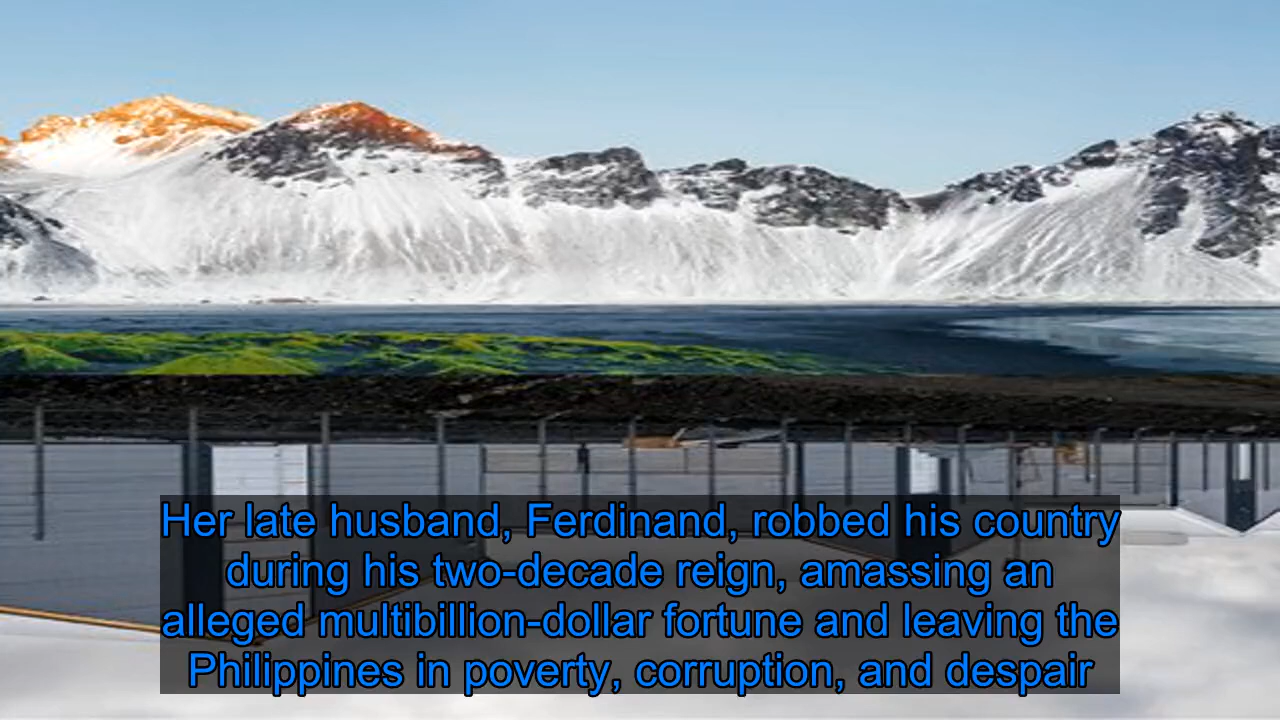 Her late husband, Ferdinand, robbed his country
during his two-decade reign, amassing an
alleged multibillion-dollar fortune and leaving the
Philippines in poverty, corruption, and despair